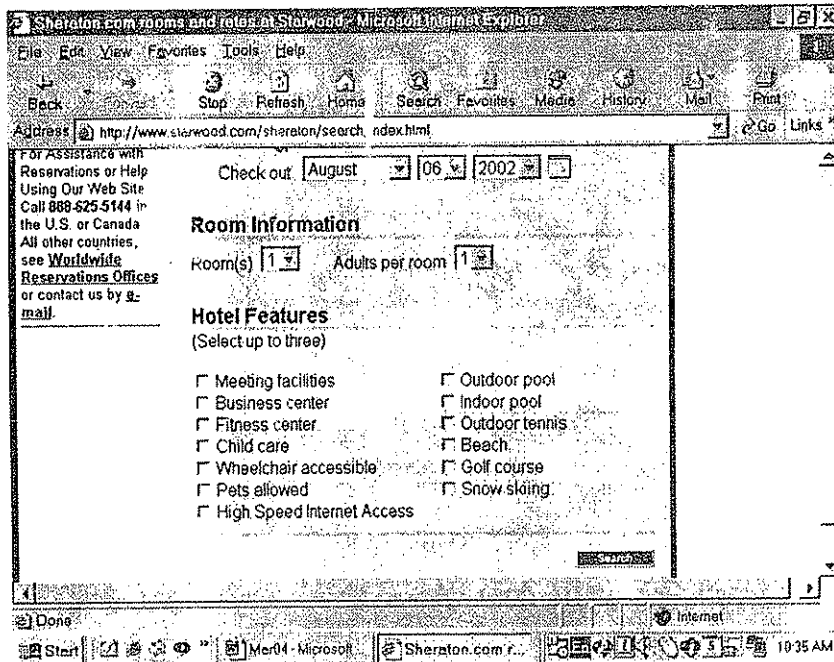 Sheraton.com rooms and rates at Starwood - Microsoft Internet Explorer
File Edit View Favorites Tools Help
Back Stop Refresh Home Search Favorites Media History Mail Print
Address http://www.starwood.com/sheraton/search_index.html Go Links »
For Assistance with
Reservations or Help
Using Our Web Site
Call 888-625-5144 in
the U.S. or Canada
All other countries,
see Worldwide
Reservations Offices
or contact us by e-
mail.
Check out August 06 2002
Room Information
Room(s) 1 Adults per room 1
Hotel Features
(Select up to three)
Meeting facilities
Business center
Fitness center
Child care
Wheelchair accessible
Pets allowed
High Speed Internet Access
Outdoor pool
Indoor pool
Outdoor tennis
Beach
Golf course
Snow skiing
Search
Done Internet
Start » Mer04 - Microsoft... Sheraton.com r... 10:35 AM